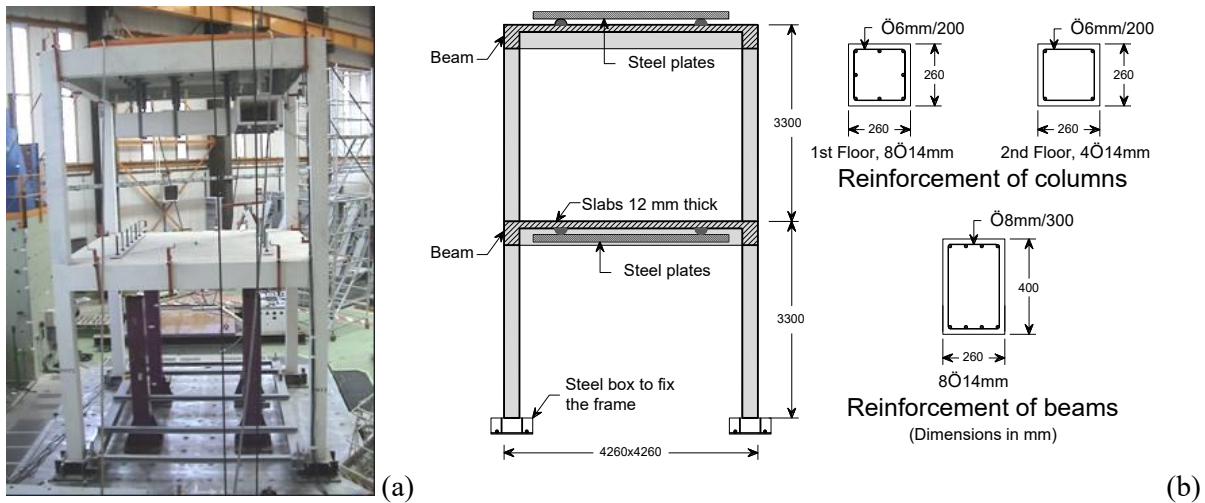 (a)
Beam
Steel plates
3300
Slabs 12 mm thick
Beam
Steel plates
3300
Steel box to fix
the frame
4260x4260
Ö6mm/200
260
260
1st Floor, 8Ö14mm
Ö6mm/200
260
260
2nd Floor, 4Ö14mm
Reinforcement of columns
Ö8mm/300
400
260
8Ö14mm
Reinforcement of beams
(Dimensions in mm)
(b)